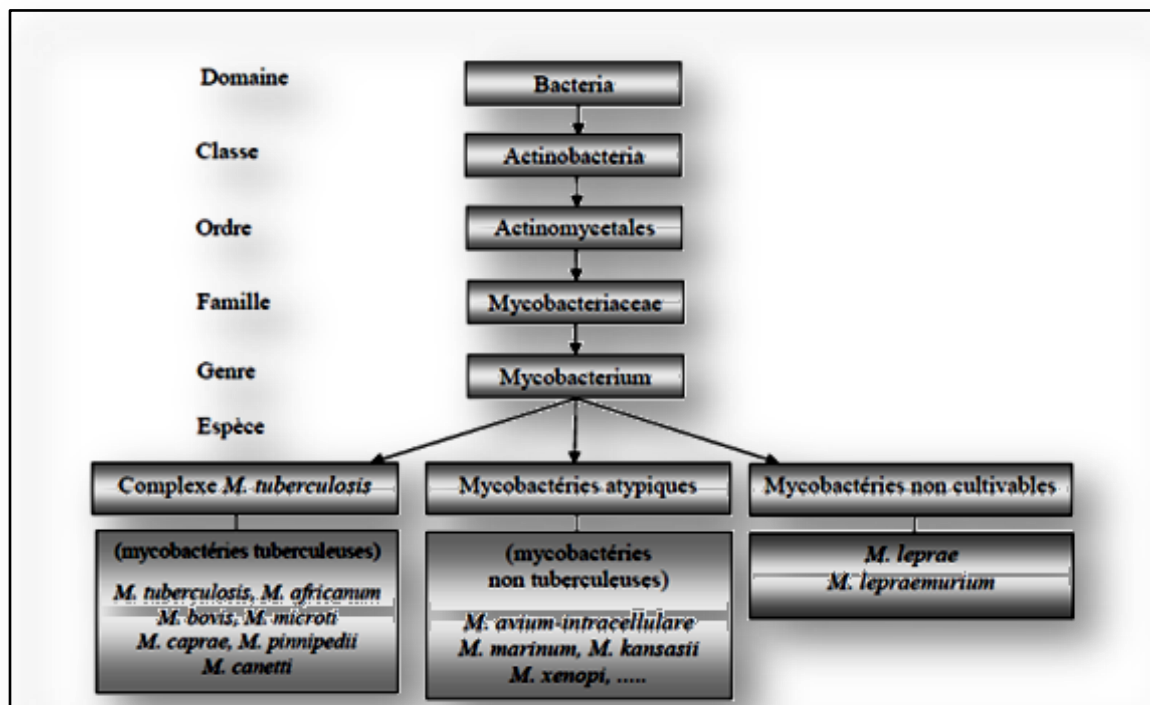 Domaine
Bacteria
Classe
Actinobacteria
Ordre
Actinomycetales
Famille
Mycobacteriaceae
Genre
Mycobacterium
Espèce
Complexe M. tuberculosis
(mycobactéries tuberculeuses)
M. tuberculosis, M. africanum
M. bovis, M. microti
M. caprae, M. pinnipedii
M. canetti
Mycobactéries atypiques
(mycobactéries
non tuberculeuses)
M. avium-intracellulare
M. marinum, M. kansasii
M. xenopi, .....
Mycobactéries non cultivables
M. leprae
M. lepraemurium